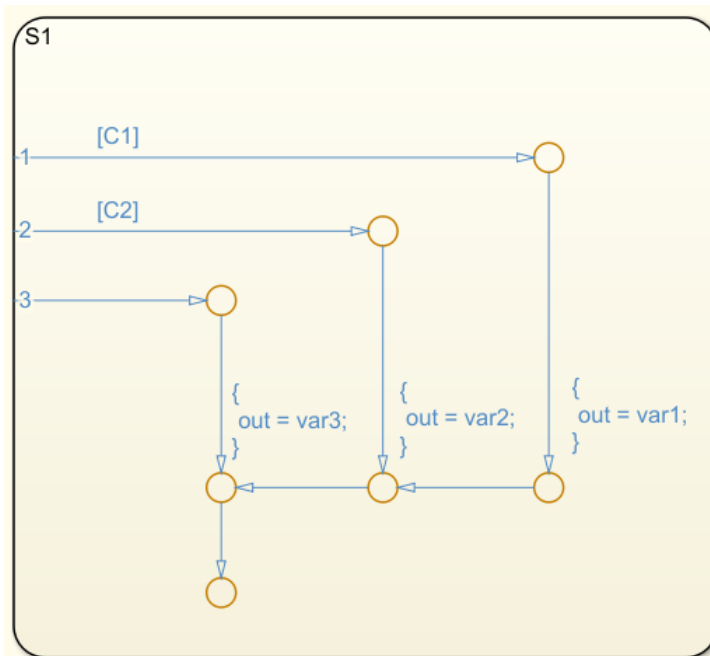 S1
[C1]
1
[C2]
2
3
{
out = var3;
}
{
out = var2;
}
{
out = var1;
}